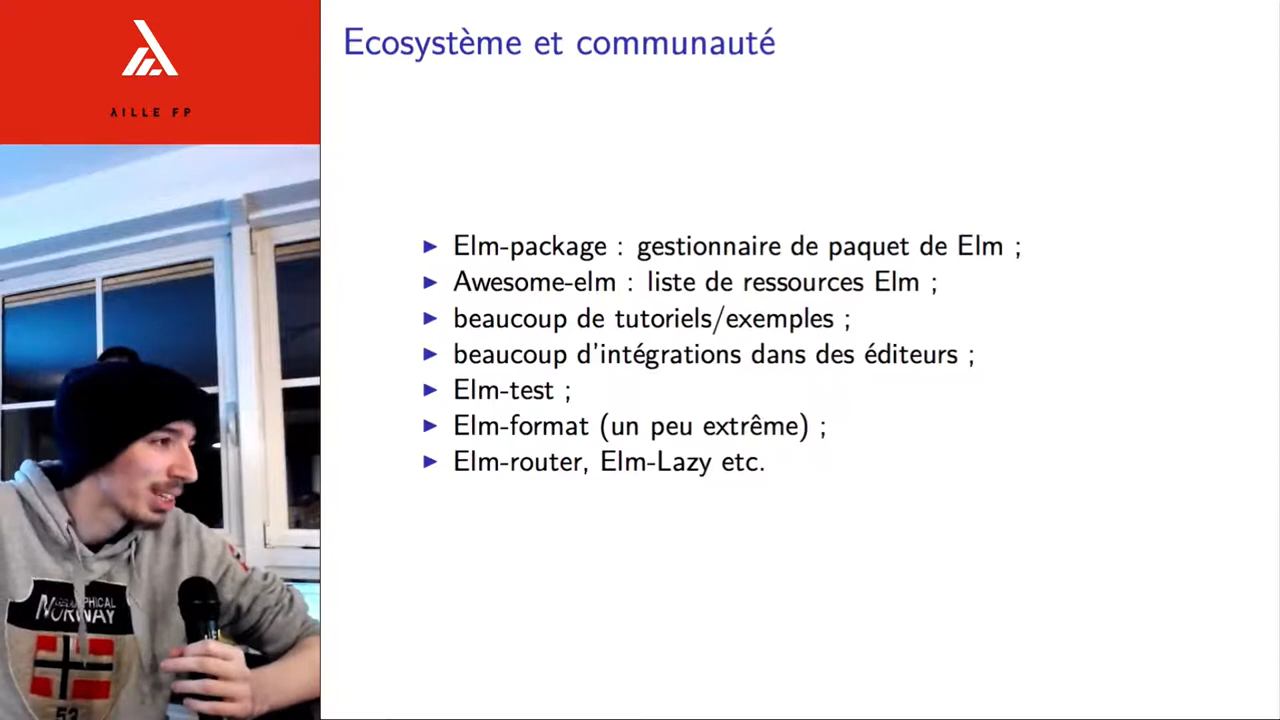 λILLE FP
Ecosystème et communauté
Elm-package : gestionnaire de paquet de Elm ;
Awesome-elm : liste de ressources Elm ;
beaucoup de tutoriels/exemples ;
beaucoup d'intégrations dans des éditeurs ;
Elm-test ;
Elm-format (un peu extrême) ;
Elm-router, Elm-Lazy etc.
NORWAY
53